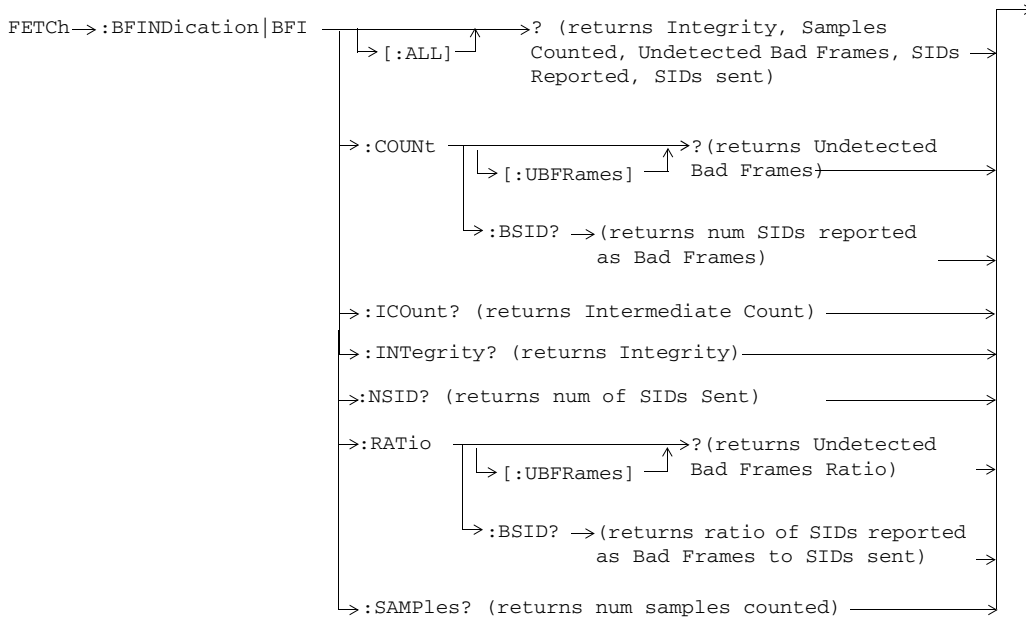 FETCh :BFINDication|BFI ? (returns Integrity, Samples
[:ALL] Counted, Undetected Bad Frames, SIDs
Reported, SIDs sent)
:COUNt ?(returns Undetected
[:UBFRames] Bad Frames)
:BSID? (returns num SIDs reported
as Bad Frames)
:ICOunt? (returns Intermediate Count)
:INTegrity? (returns Integrity)
:NSID? (returns num of SIDs Sent)
:RATio ?(returns Undetected
[:UBFRames] Bad Frames Ratio)
:BSID? (returns ratio of SIDs reported
as Bad Frames to SIDs sent)
:SAMPles? (returns num samples counted)